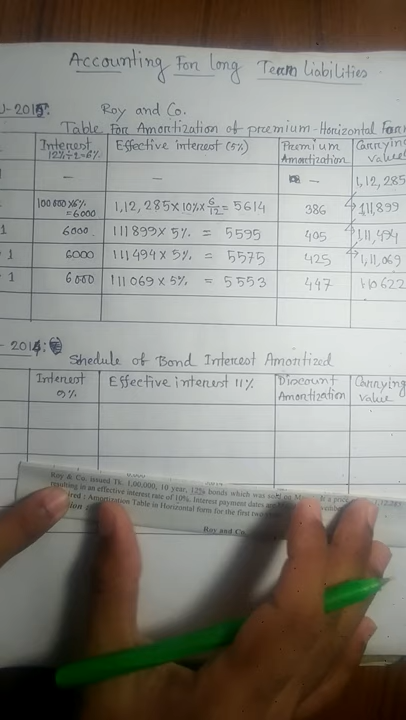 Accounting For long Team liabilities
Roy and Co.
Table For Amortization of premium-Horizontal Form
Interest 12%÷2=6% Effective interest (5%) Premium Amortization Carrying value
— — — 1,12,285
100000×6% =6000 1,12,285×10%×6/12= 5614 386 111,899
1 6000 111899×5% = 5595 405 1,11,494
1 6000 111494×5% = 5575 425 1,11,069
1 6000 111069×5% = 5553 447 110622
Shedule of Bond Interest Amortized
Interest 9% Effective interest 11% Discount Amortization Carrying value
Roy & Co. issued Tk. 1,00,000, 10 year, 12% bonds which was sold on
resulting in an effective interest rate of 10%. Interest payment dates are
: Amortization Table in Horizontal form for the first two
Roy and Co.